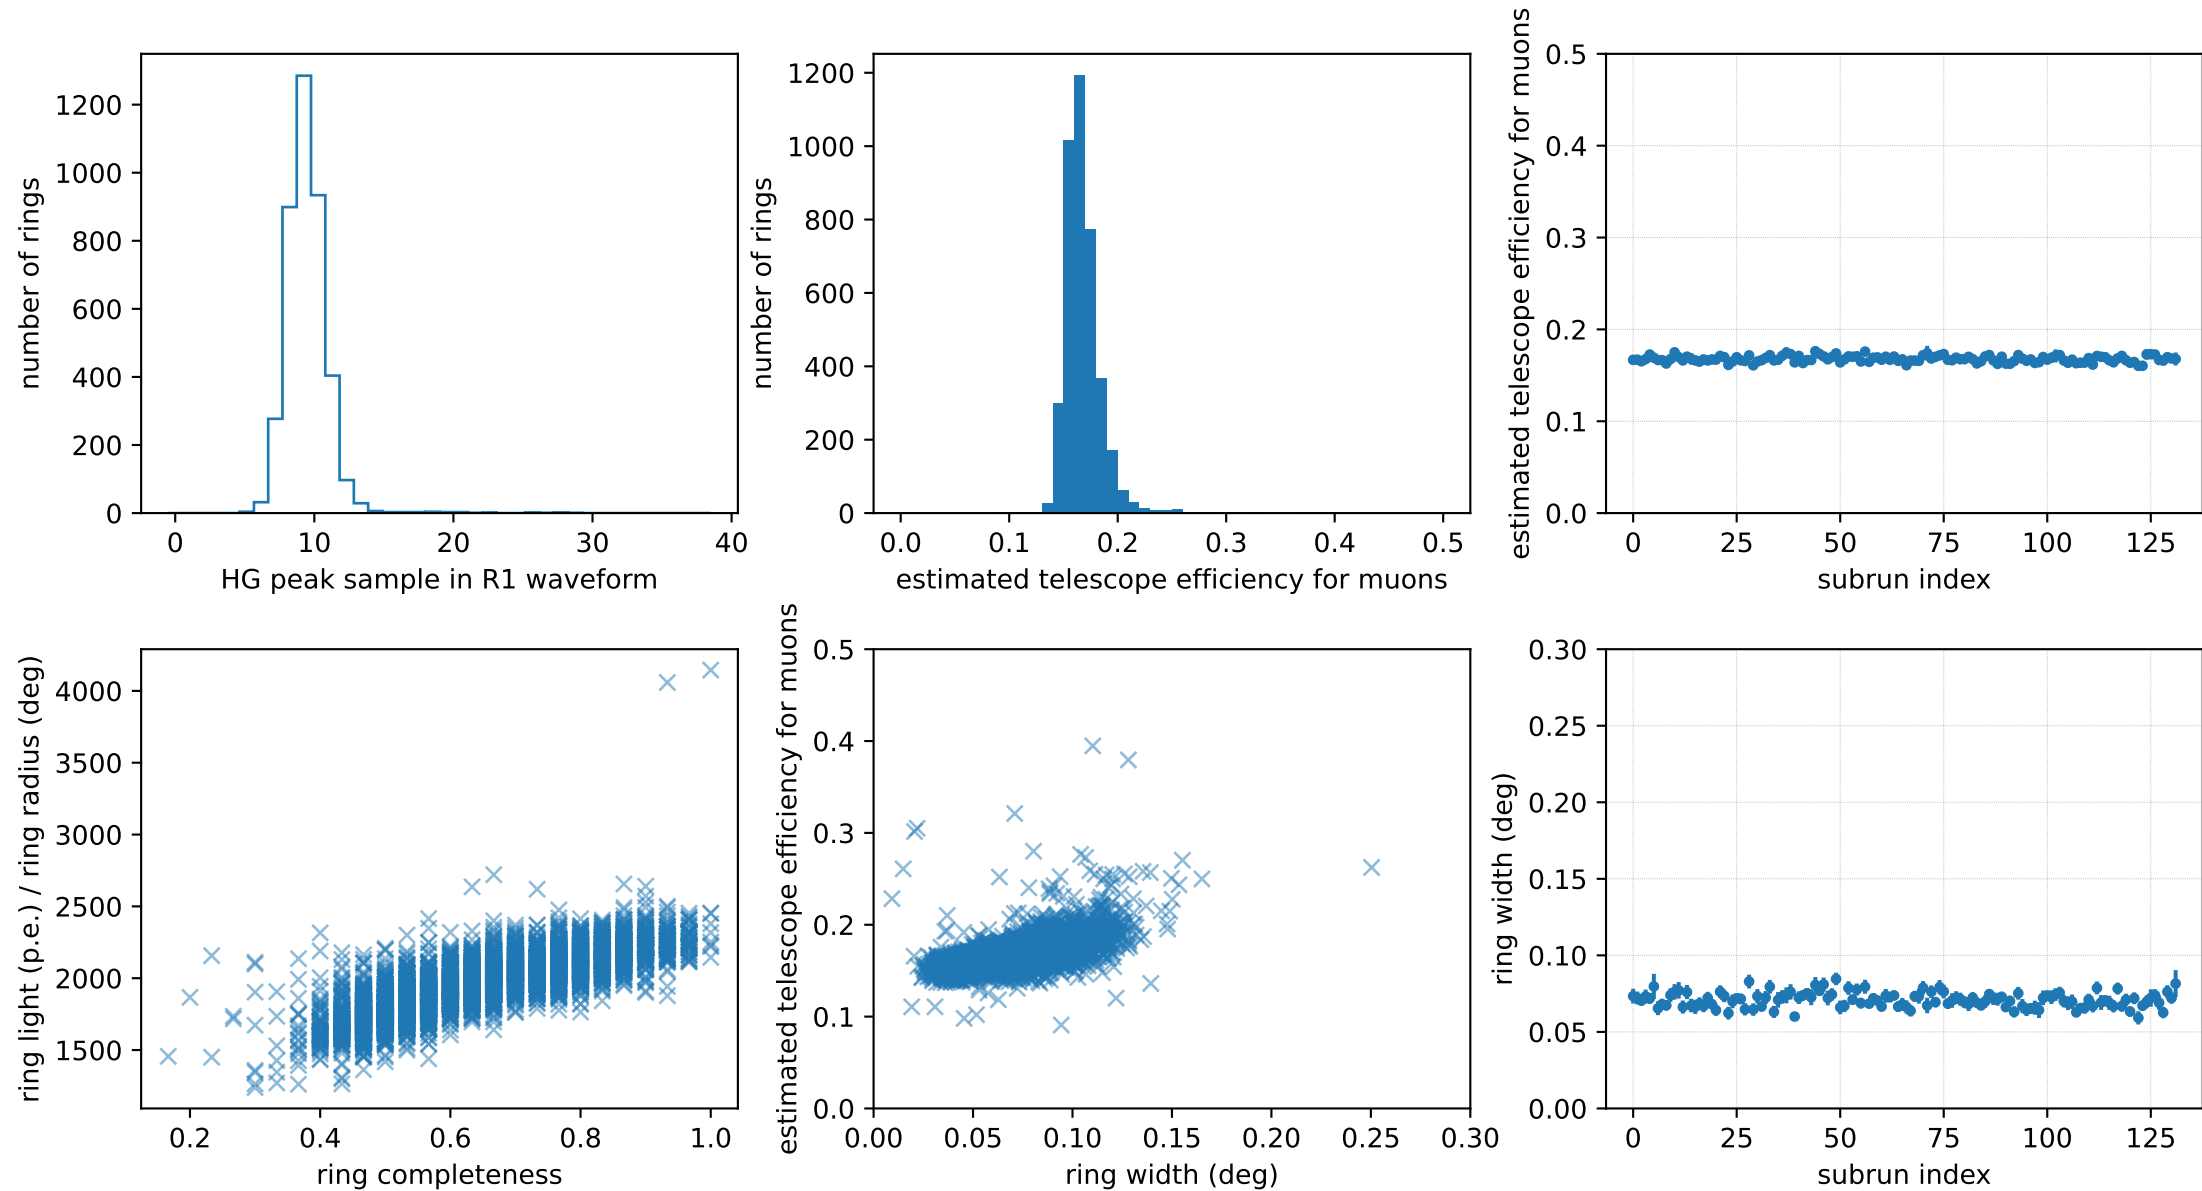 number of rings
1200
1000
800
600
400
200
0
0 10 20 30 40
HG peak sample in R1 waveform
number of rings
1200
1000
800
600
400
200
0
0.0 0.1 0.2 0.3 0.4 0.5
estimated telescope efficiency for muons
estimated telescope efficiency for muons
0.5
0.4
0.3
0.2
0.1
0.0
0 25 50 75 100 125
subrun index
ring light (p.e.) / ring radius (deg)
4000
3500
3000
2500
2000
1500
0.2 0.4 0.6 0.8 1.0
ring completeness
estimated telescope efficiency for muons
0.5
0.4
0.3
0.2
0.1
0.0
0.00 0.05 0.10 0.15 0.20 0.25 0.30
ring width (deg)
ring width (deg)
0.30
0.25
0.20
0.15
0.10
0.05
0.00
0 25 50 75 100 125
subrun index